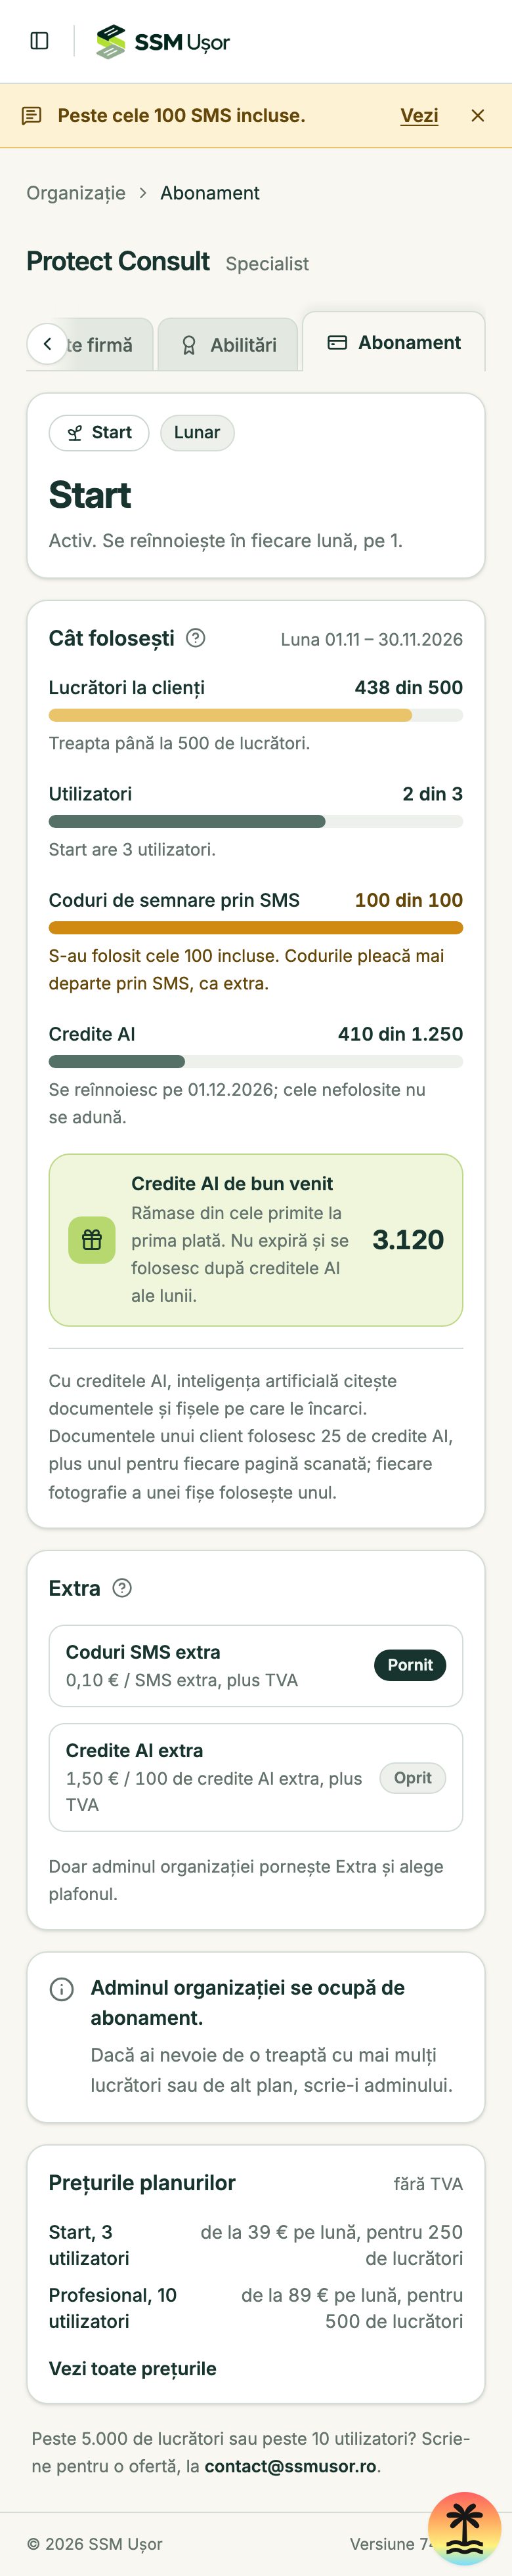 SSM Ușor
Peste cele 100 SMS incluse. Vezi
Organizație Abonament
Protect Consult Specialist
firmă Abilitări Abonament
Start Lunar
Start
Activ. Se reînnoiește în fiecare lună, pe 1.
Cât folosești Luna 01.11 – 30.11.2026
Lucrători la clienți 438 din 500
Treapta până la 500 de lucrători.
Utilizatori 2 din 3
Start are 3 utilizatori.
Coduri de semnare prin SMS 100 din 100
S-au folosit cele 100 incluse. Codurile pleacă mai
departe prin SMS, ca extra.
Credite AI 410 din 1.250
Se reînnoiesc pe 01.12.2026; cele nefolosite nu
se adună.
Credite AI de bun venit
Rămase din cele primite la
prima plată. Nu expiră și se
folosesc după creditele AI
ale lunii.
3.120
Cu creditele AI, inteligența artificială citește
documentele și fișele pe care le încarci.
Documentele unui client folosesc 25 de credite AI,
plus unul pentru fiecare pagină scanată; fiecare
fotografie a unei fișe folosește unul.
Extra
Coduri SMS extra
0,10 € / SMS extra, plus TVA
Pornit
Credite AI extra
1,50 € / 100 de credite AI extra, plus
TVA
Oprit
Doar adminul organizației pornește Extra și alege
plafonul.
Adminul organizației se ocupă de
abonament.
Dacă ai nevoie de o treaptă cu mai mulți
lucrători sau de alt plan, scrie-i adminului.
Prețurile planurilor fără TVA
Start, 3
utilizatori
de la 39 € pe lună, pentru 250
de lucrători
Profesional, 10
utilizatori
de la 89 € pe lună, pentru
500 de lucrători
Vezi toate prețurile
Peste 5.000 de lucrători sau peste 10 utilizatori? Scrie-
ne pentru o ofertă, la contact@ssmusor.ro.
© 2026 SSM Ușor Versiune